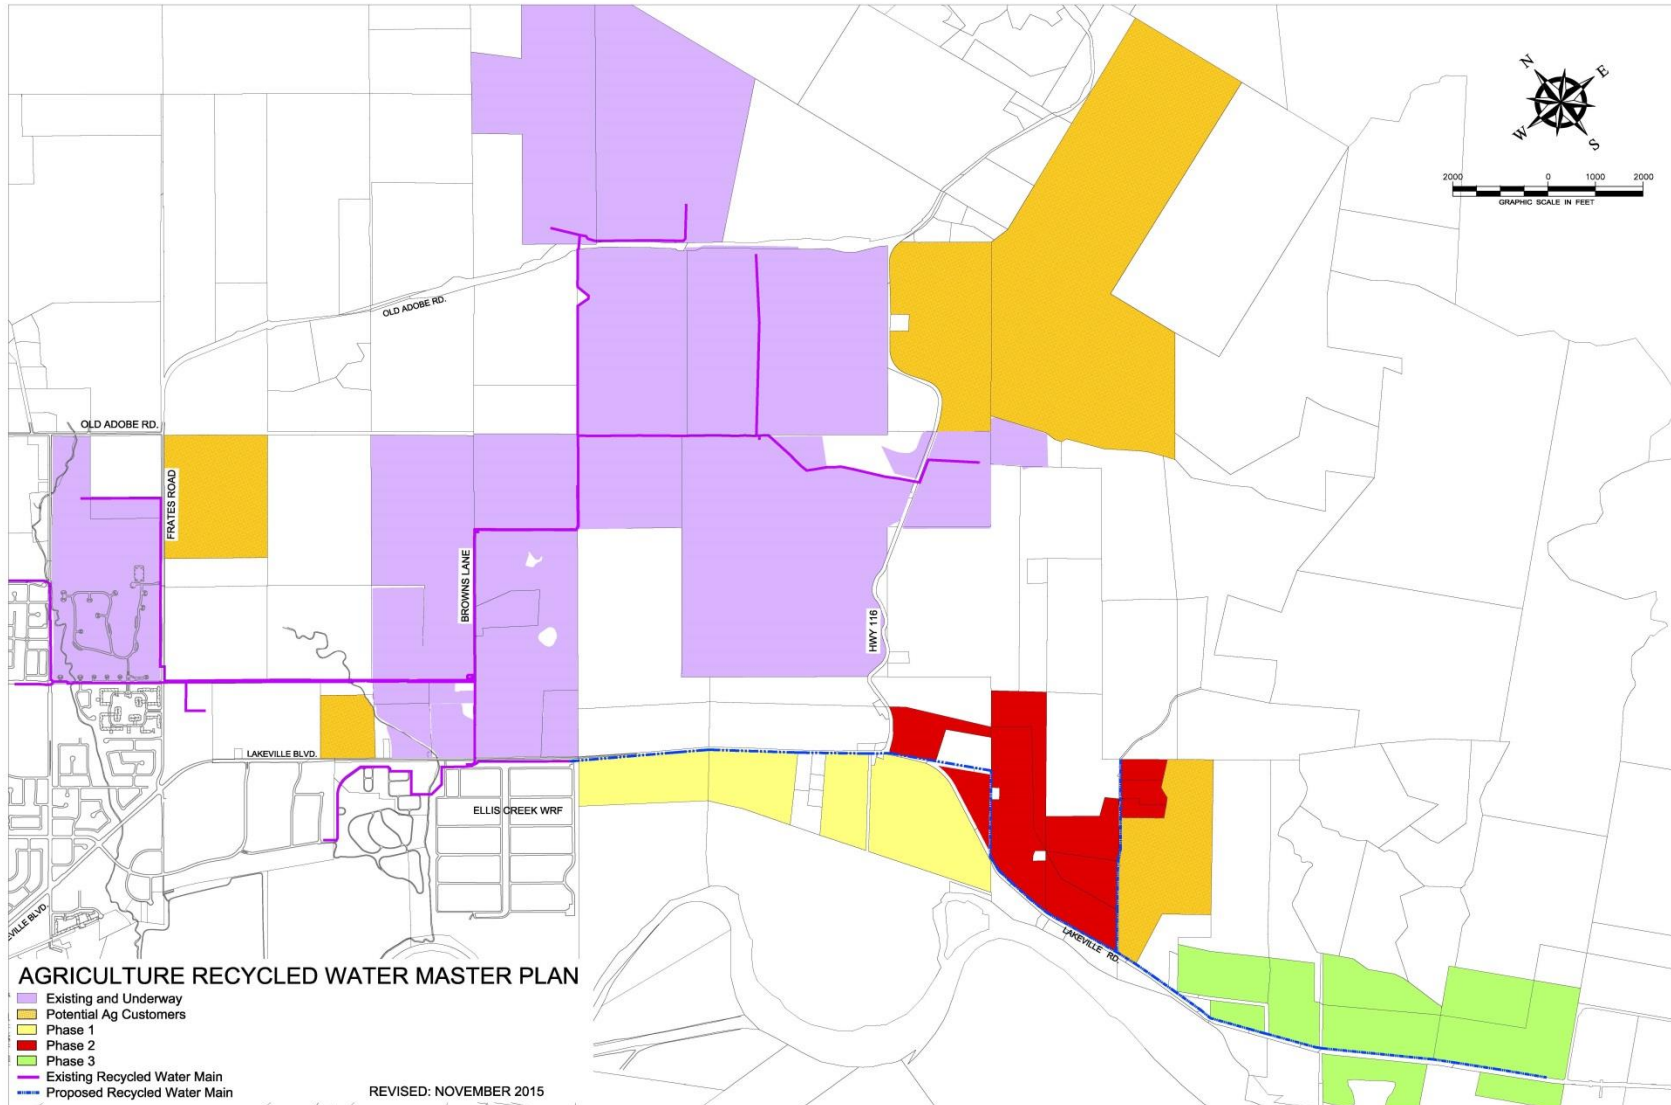 N
E
W
S
2000 0 1000 2000
GRAPHIC SCALE IN FEET
OLD ADOBE RD.
OLD ADOBE RD.
FRATES ROAD
BROWNS LANE
HWY 116
LAKEVILLE BLVD.
ELLIS CREEK WRF
EVILLE BLVD.
LAKEVILLE RD.
AGRICULTURE RECYCLED WATER MASTER PLAN
Existing and Underway
Potential Ag Customers
Phase 1
Phase 2
Phase 3
Existing Recycled Water Main
Proposed Recycled Water Main
REVISED: NOVEMBER 2015